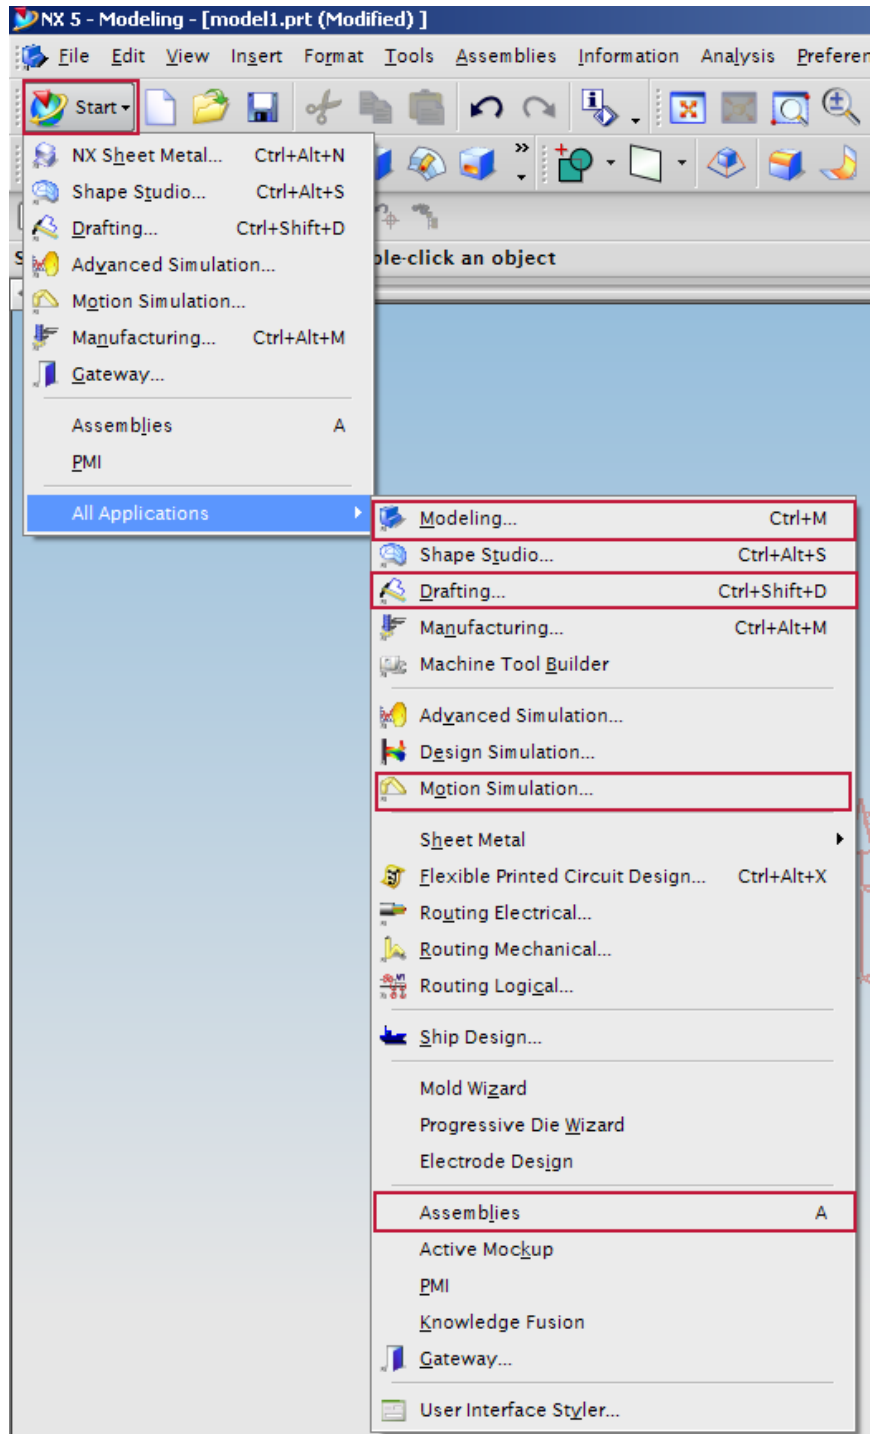 NX 5 - Modeling - [model1.prt (Modified) ]
File Edit View Insert Format Tools Assemblies Information Analysis
Start
NX Sheet Metal... Ctrl+Alt+N
Shape Studio... Ctrl+Alt+S
Drafting... Ctrl+Shift+D
Advanced Simulation...
Motion Simulation...
Manufacturing... Ctrl+Alt+M
Gateway...
Assemblies A
PMI
All Applications
an object
Modeling... Ctrl+M
Shape Studio... Ctrl+Alt+S
Drafting... Ctrl+Shift+D
Manufacturing... Ctrl+Alt+M
Machine Tool Builder
Advanced Simulation...
Design Simulation...
Motion Simulation...
Sheet Metal
Flexible Printed Circuit Design... Ctrl+Alt+X
Routing Electrical...
Routing Mechanical...
Routing Logical...
Ship Design...
Mold Wizard
Progressive Die Wizard
Electrode Design
Assemblies A
Active Mockup
PMI
Knowledge Fusion
Gateway...
User Interface Styler...